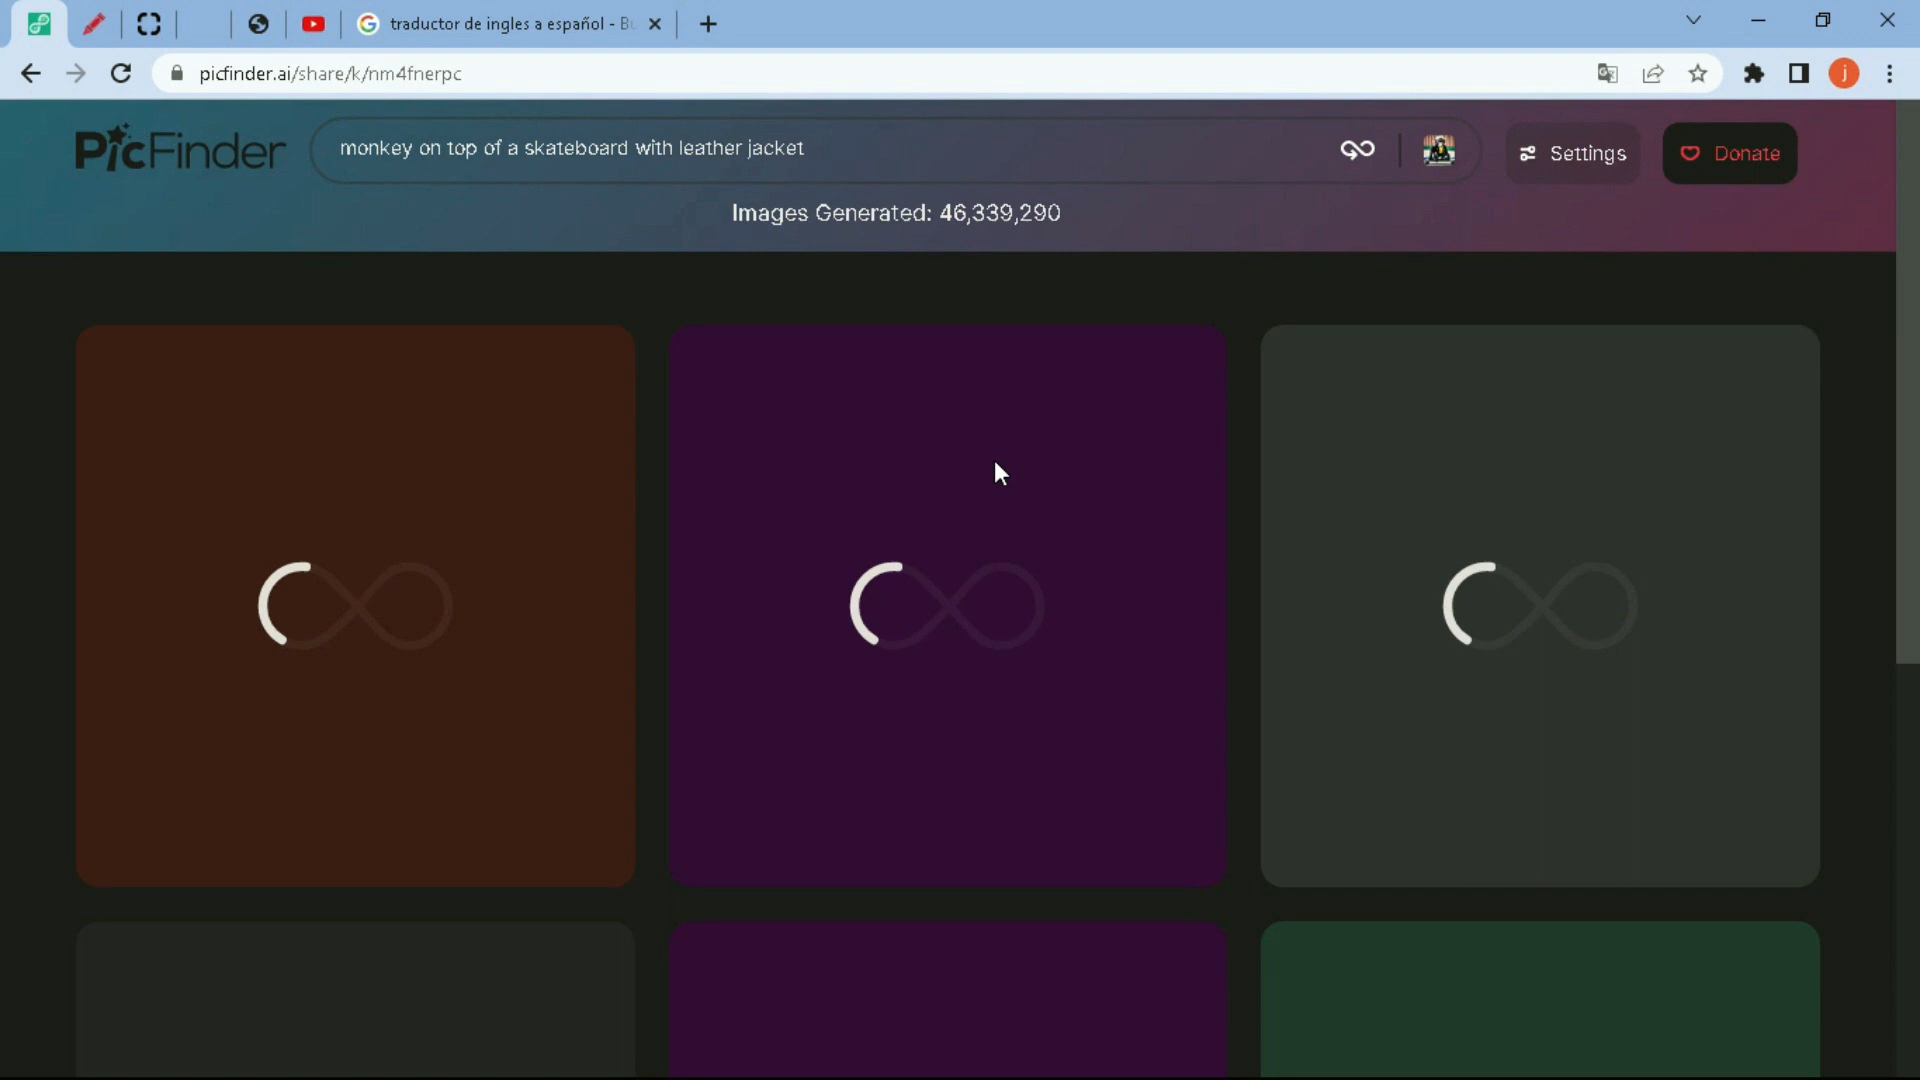 traductor de ingles a español - B
picfinder.ai/share/k/nm4fnerpc
j
PicFinder
monkey on top of a skateboard with leather jacket
Settings
Donate
Images Generated: 46,339,290